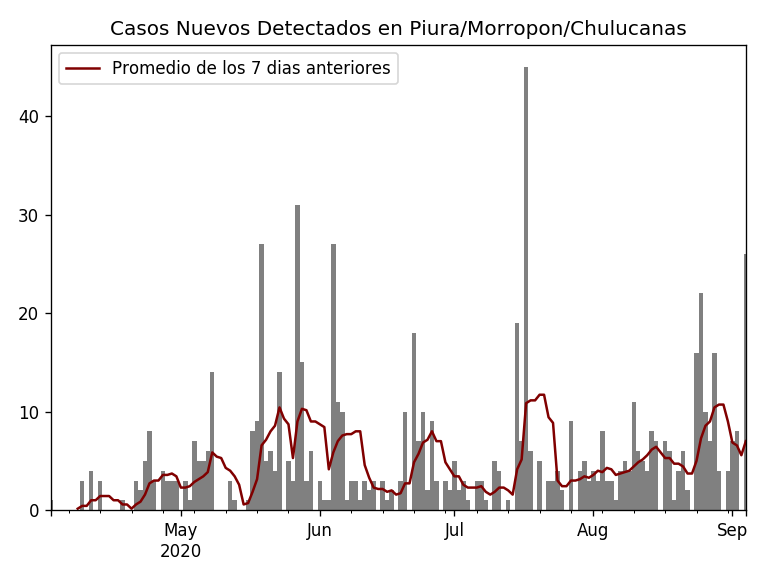 Casos Nuevos Detectados en Piura/Morropon/Chulucanas
Promedio de los 7 dias anteriores
40
30
20
10
0
May Jun Jul Aug Sep
2020